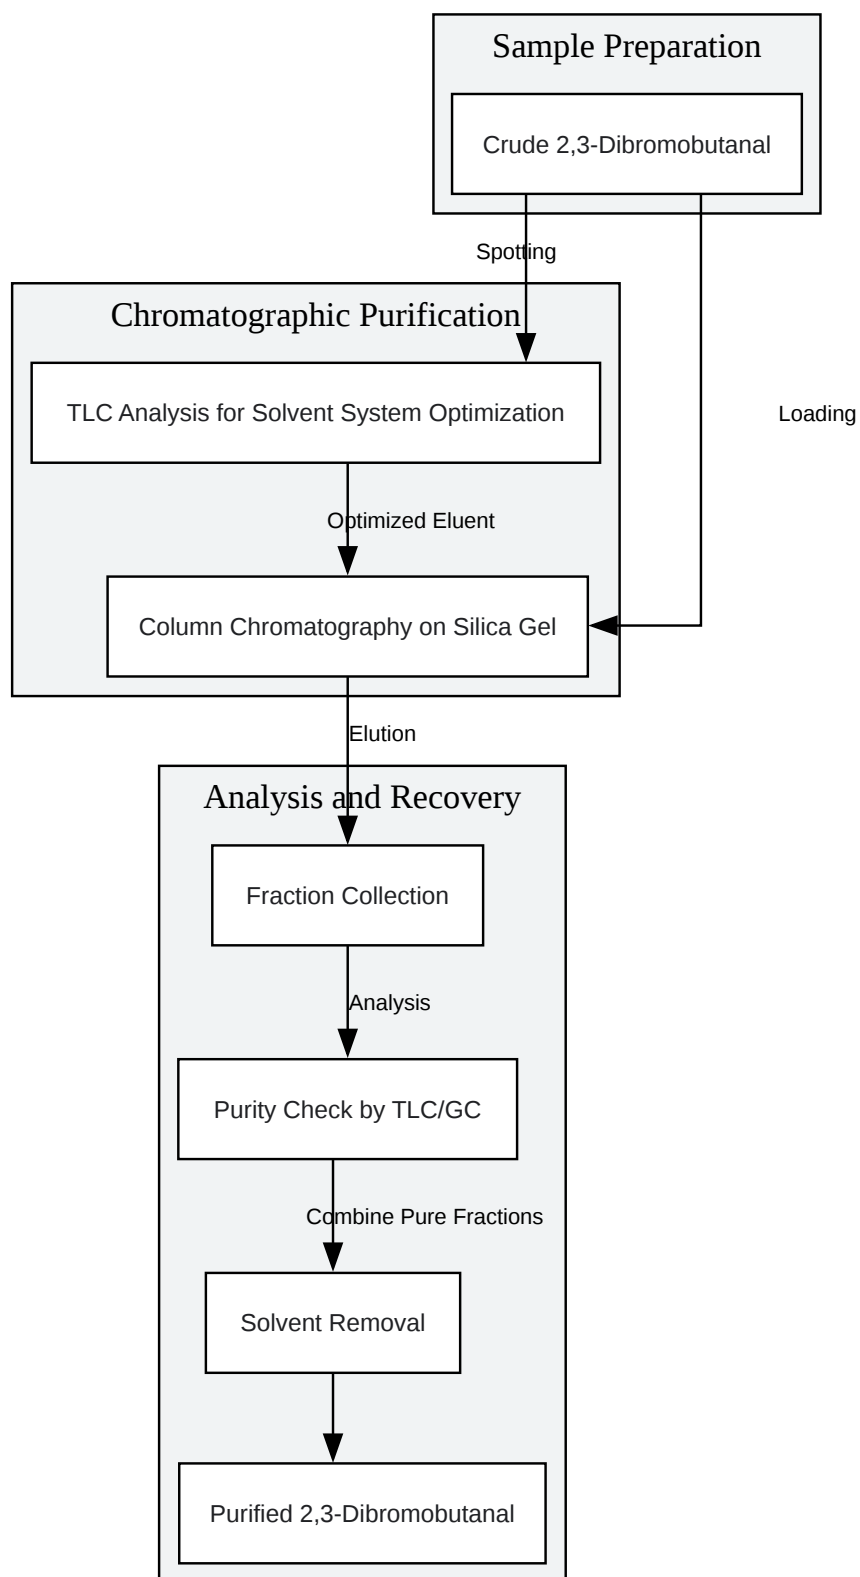 Sample Preparation
Crude 2,3-Dibromobutanal
Spotting
Chromatographic Purification
TLC Analysis for Solvent System Optimization
Loading
Optimized Eluent
Column Chromatography on Silica Gel
Elution
Analysis and Recovery
Fraction Collection
Analysis
Purity Check by TLC/GC
Combine Pure Fractions
Solvent Removal
Purified 2,3-Dibromobutanal